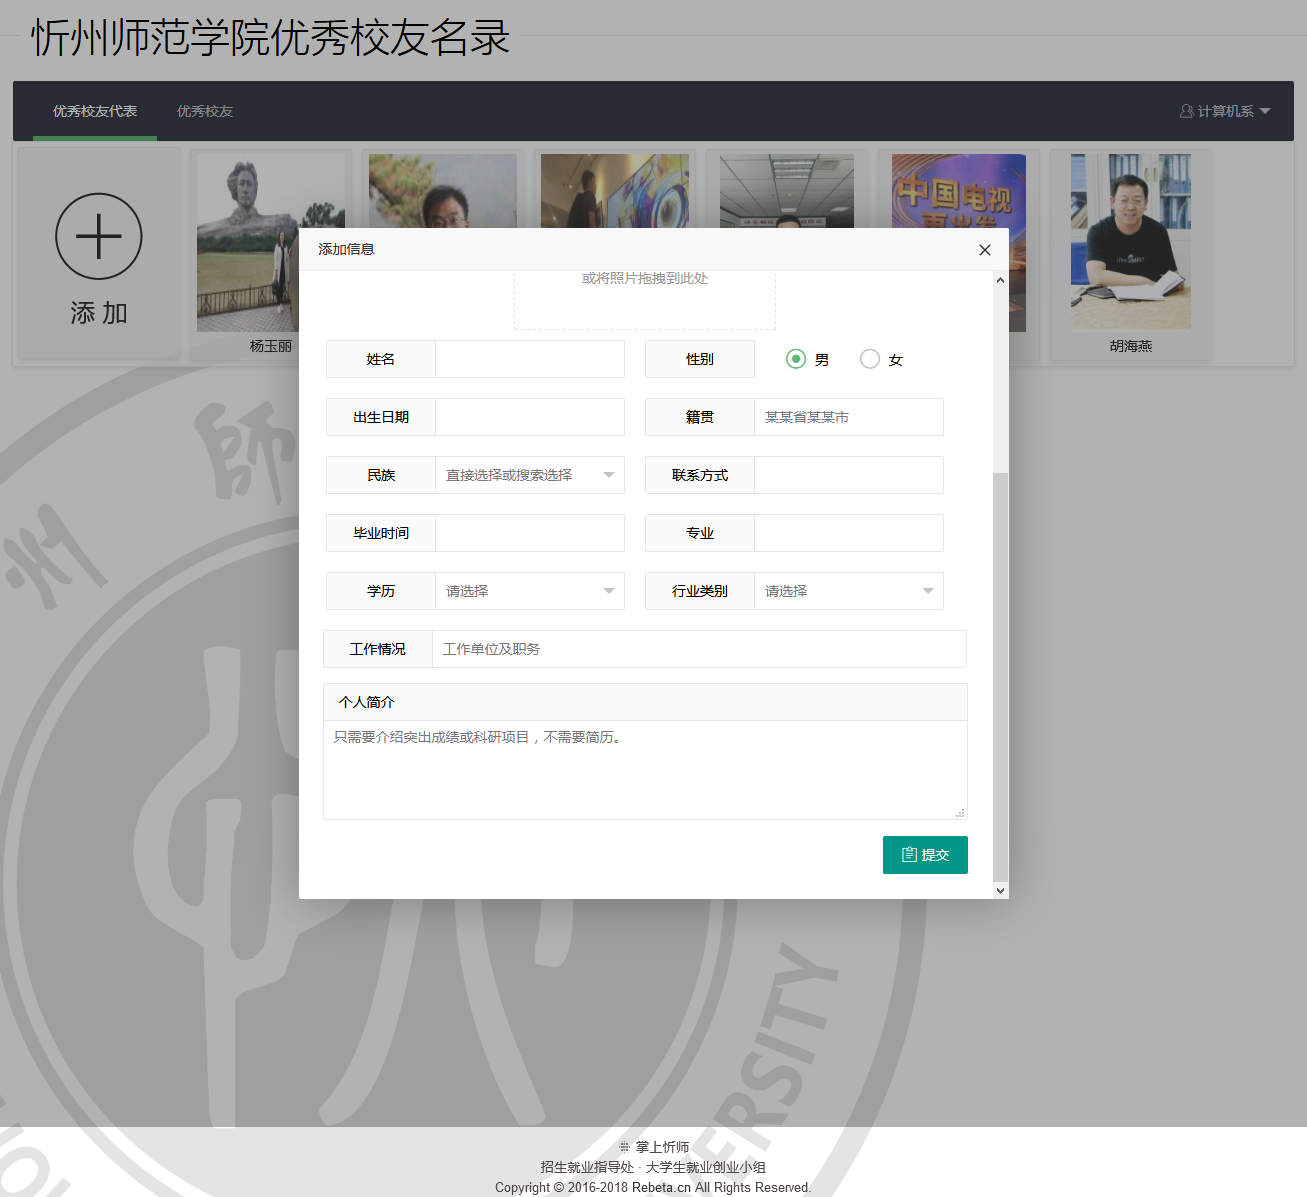 忻州师范学院优秀校友名录
优秀校友代表
优秀校友
计算机系
添 加
杨玉丽
中国电视
胡海燕
師
州
添加信息
或将照片拖拽到此处
姓名
性别
男
女
出生日期
籍贯
某某省某某市
民族
直接选择或搜索选择
联系方式
毕业时间
专业
学历
请选择
行业类别
请选择
工作情况
工作单位及职务
个人简介
只需要介绍突出成绩或科研项目，不需要简历。
提交
掌上忻师
招生就业指导处 · 大学生就业创业小组
Copyright © 2016-2018 Rebeta.cn All Rights Reserved.